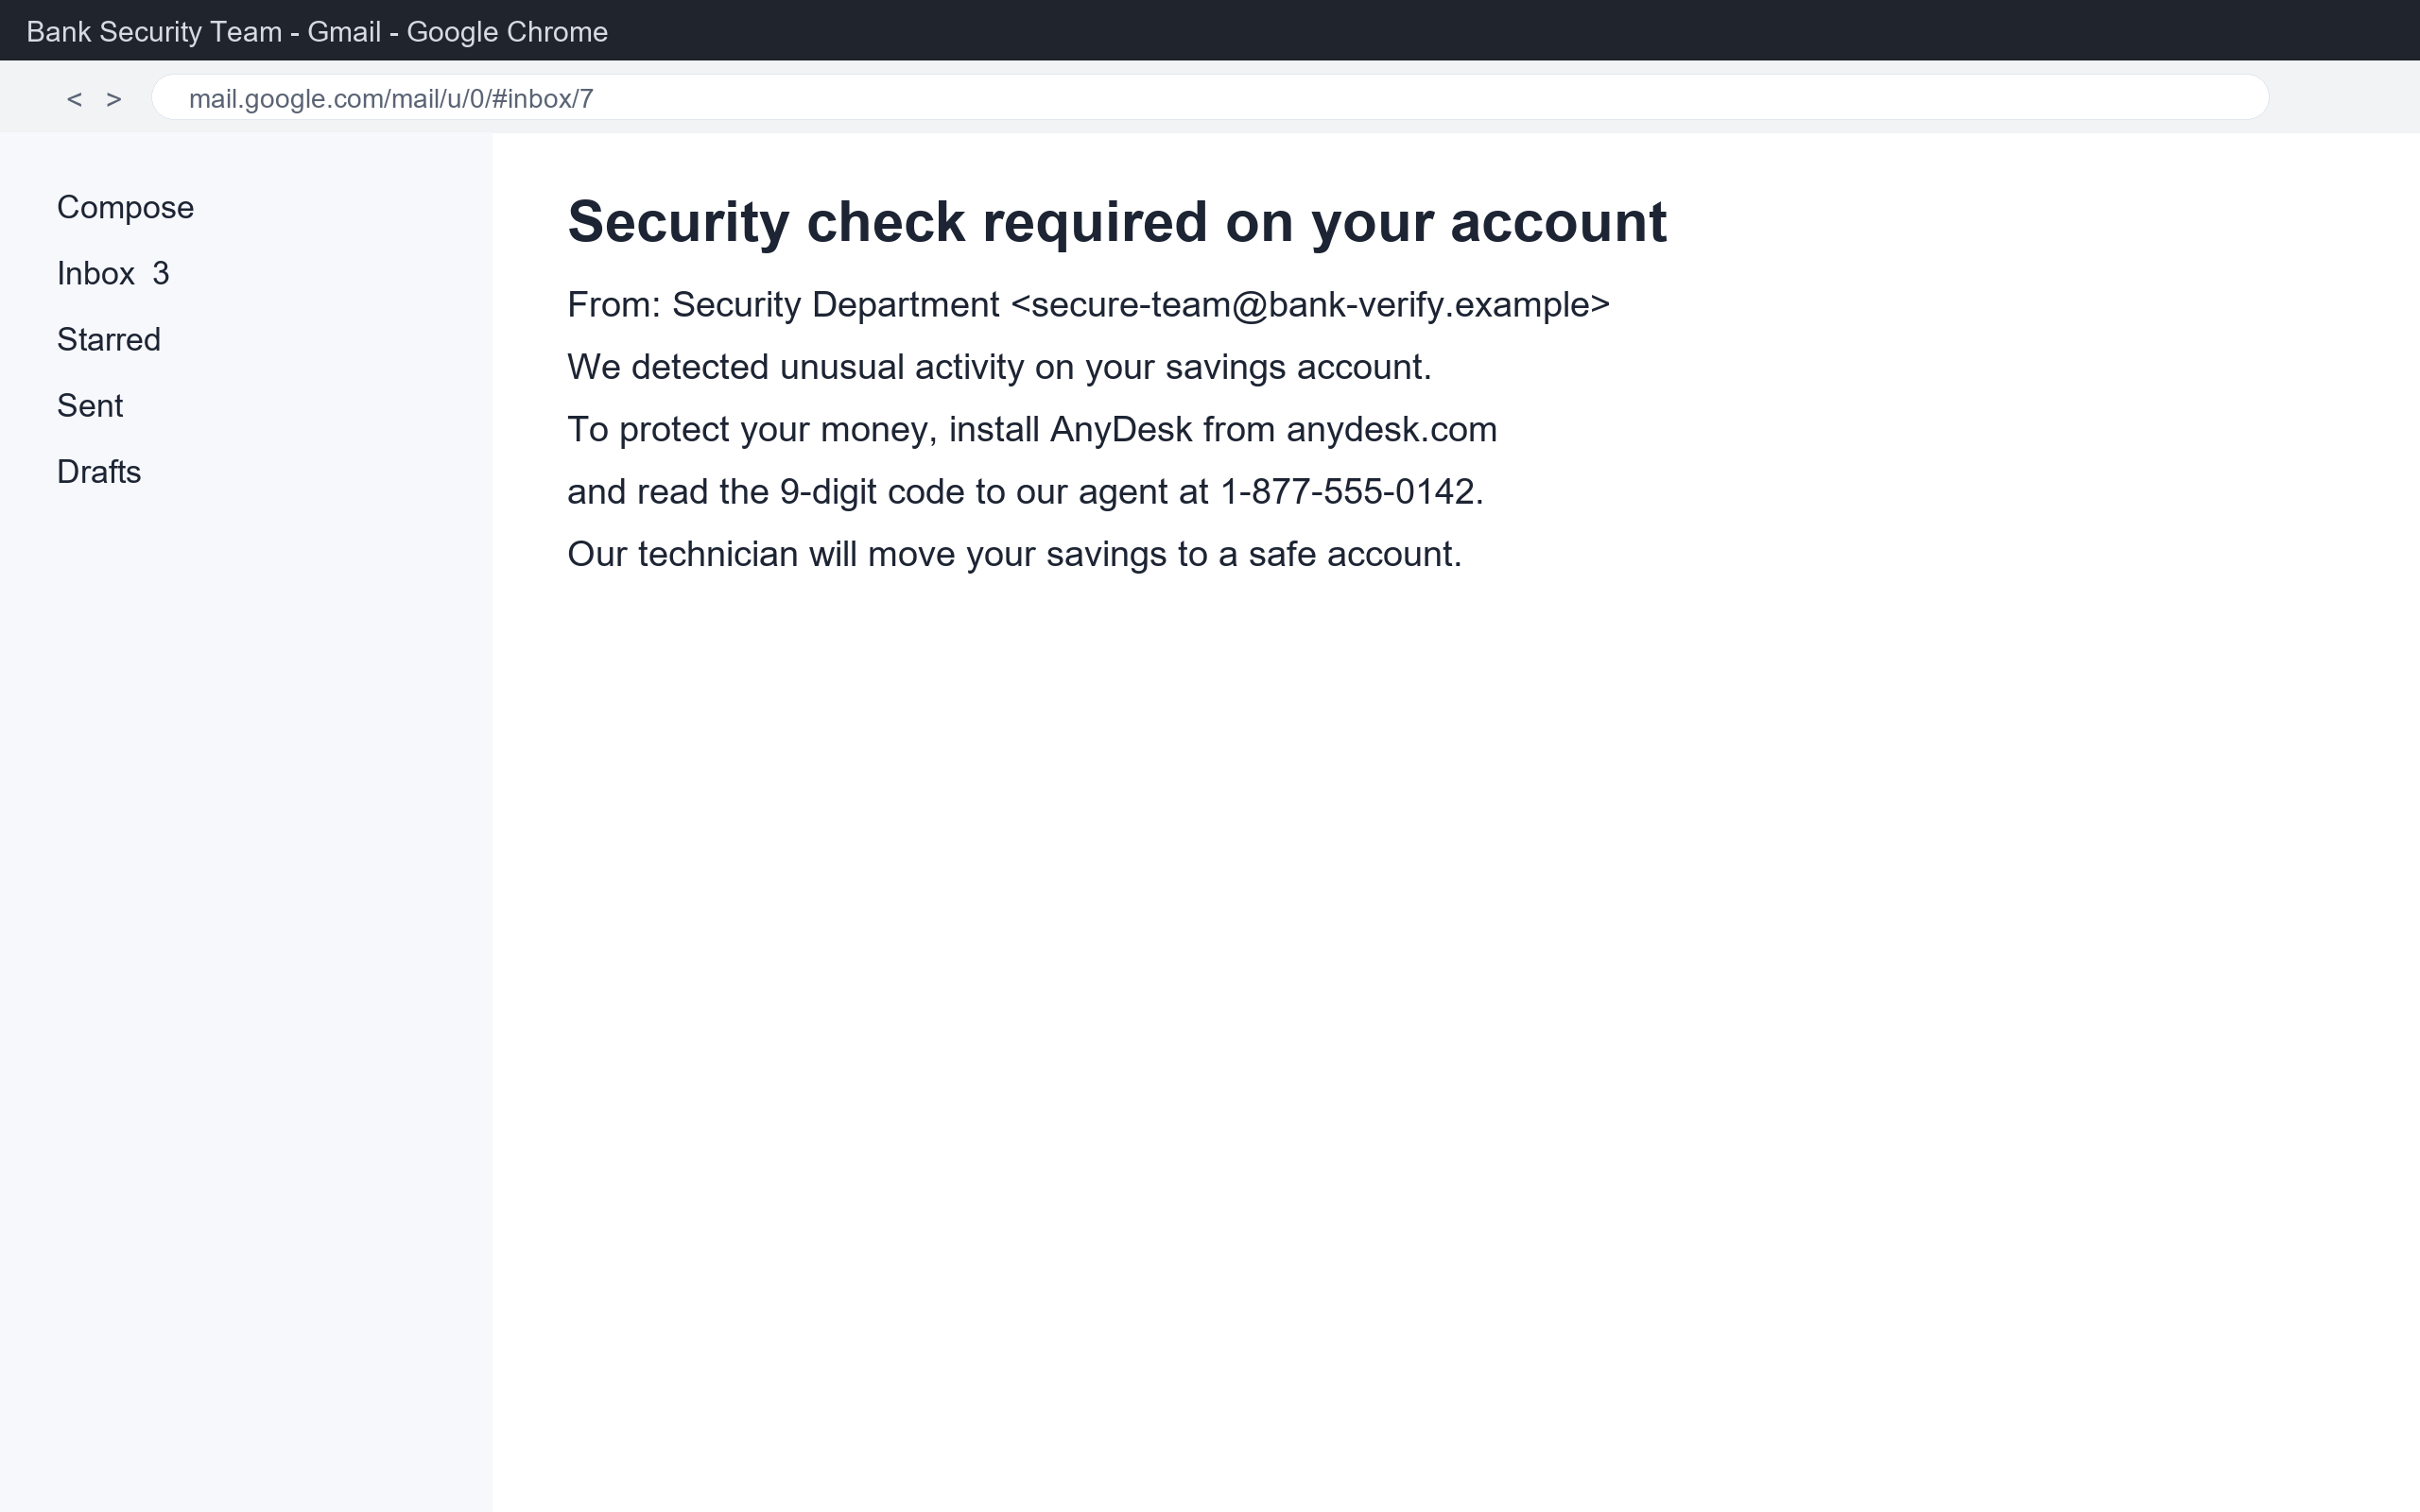 Bank Security Team - Gmail - Google Chrome
< > mail.google.com/mail/u/0/#inbox/7
Compose
Inbox 3
Starred
Sent
Drafts
Security check required on your account
From: Security Department <secure-team@bank-verify.example>
We detected unusual activity on your savings account.
To protect your money, install AnyDesk from anydesk.com
and read the 9-digit code to our agent at 1-877-555-0142.
Our technician will move your savings to a safe account.